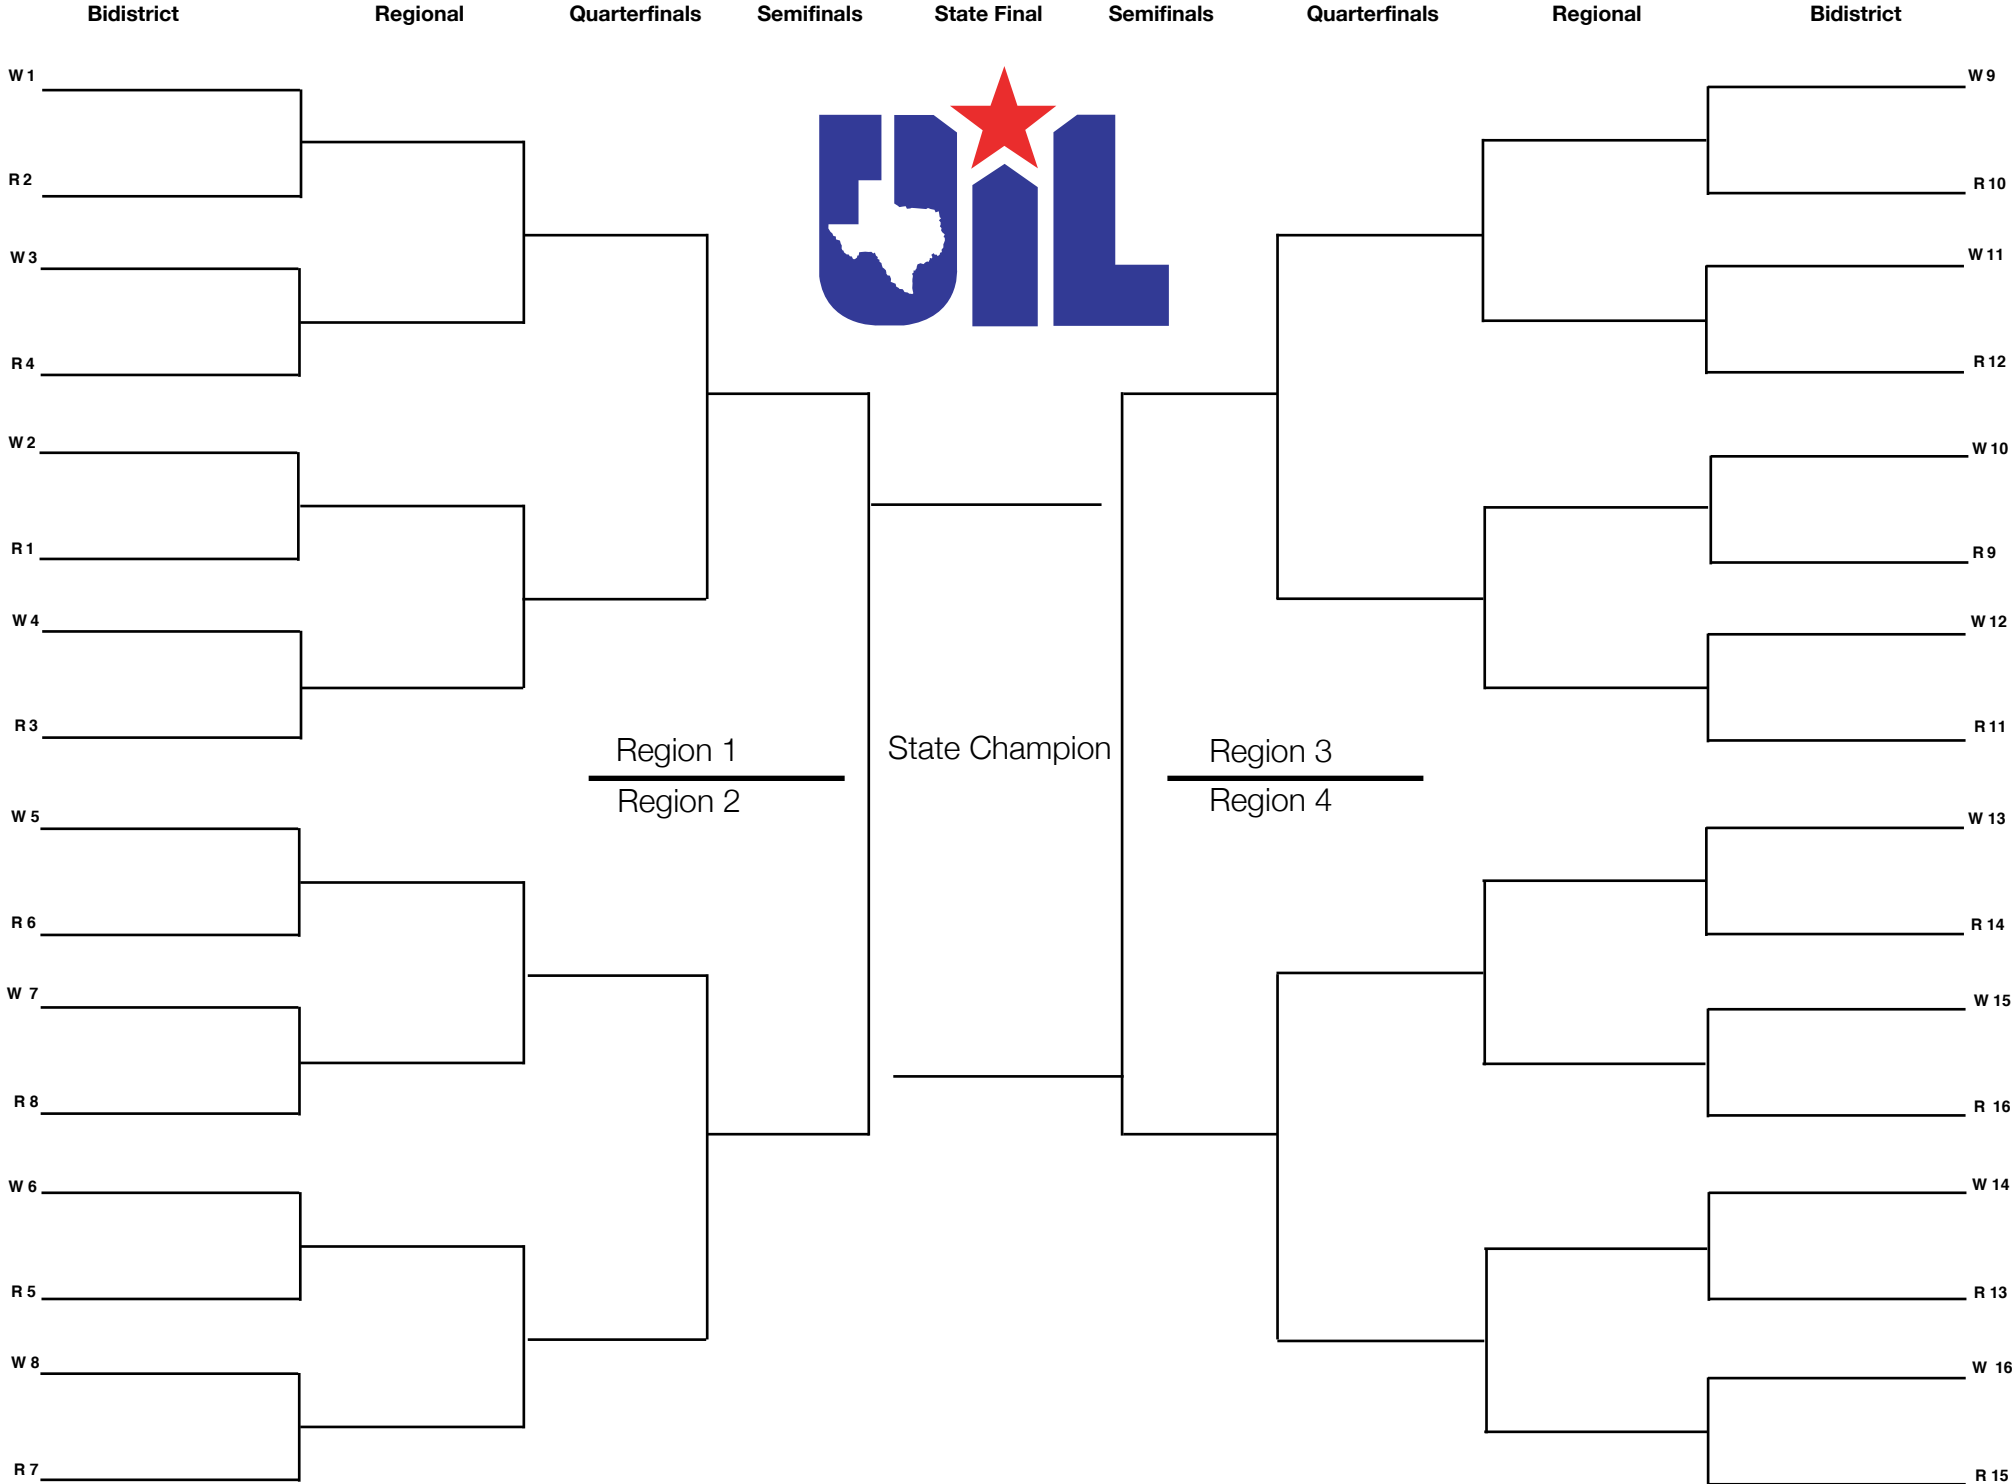 Bidistrict Regional Quarterfinals Semifinals State Final Semifinals Quarterfinals Regional Bidistrict
W 1
R 2
W 3
R 4
W 2
R 1
W 4
R 3
W 5
R 6
W 7
R 8
W 6
R 5
W 8
R 7
UIL
Region 1
Region 2
State Champion
Region 3
Region 4
W 9
R 10
W 11
R 12
W 10
R 9
W 12
R 11
W 13
R 14
W 15
R 16
W 14
R 13
W 16
R 15